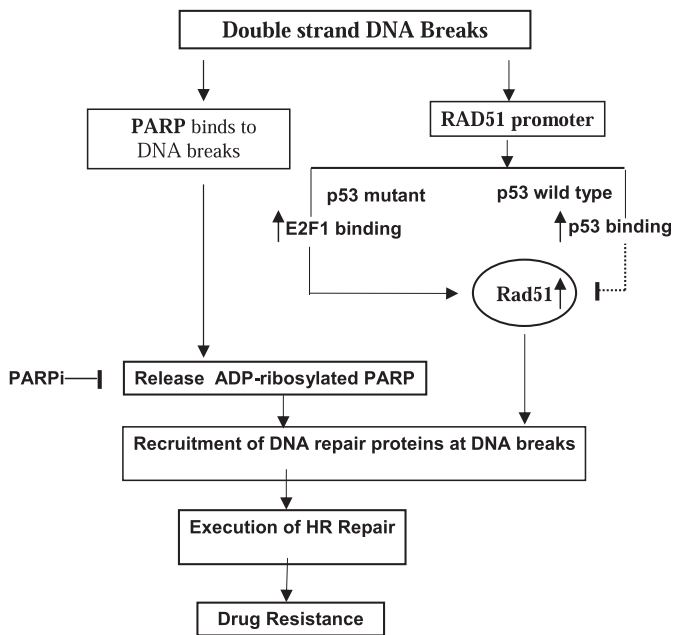 Double strand DNA Breaks
PARP binds to
DNA breaks
RAD51 promoter
p53 mutant
p53 wild type
E2F1 binding
p53 binding
Rad51
PARPi
Release ADP-ribosylated PARP
Recruitment of DNA repair proteins at DNA breaks
Execution of HR Repair
Drug Resistance